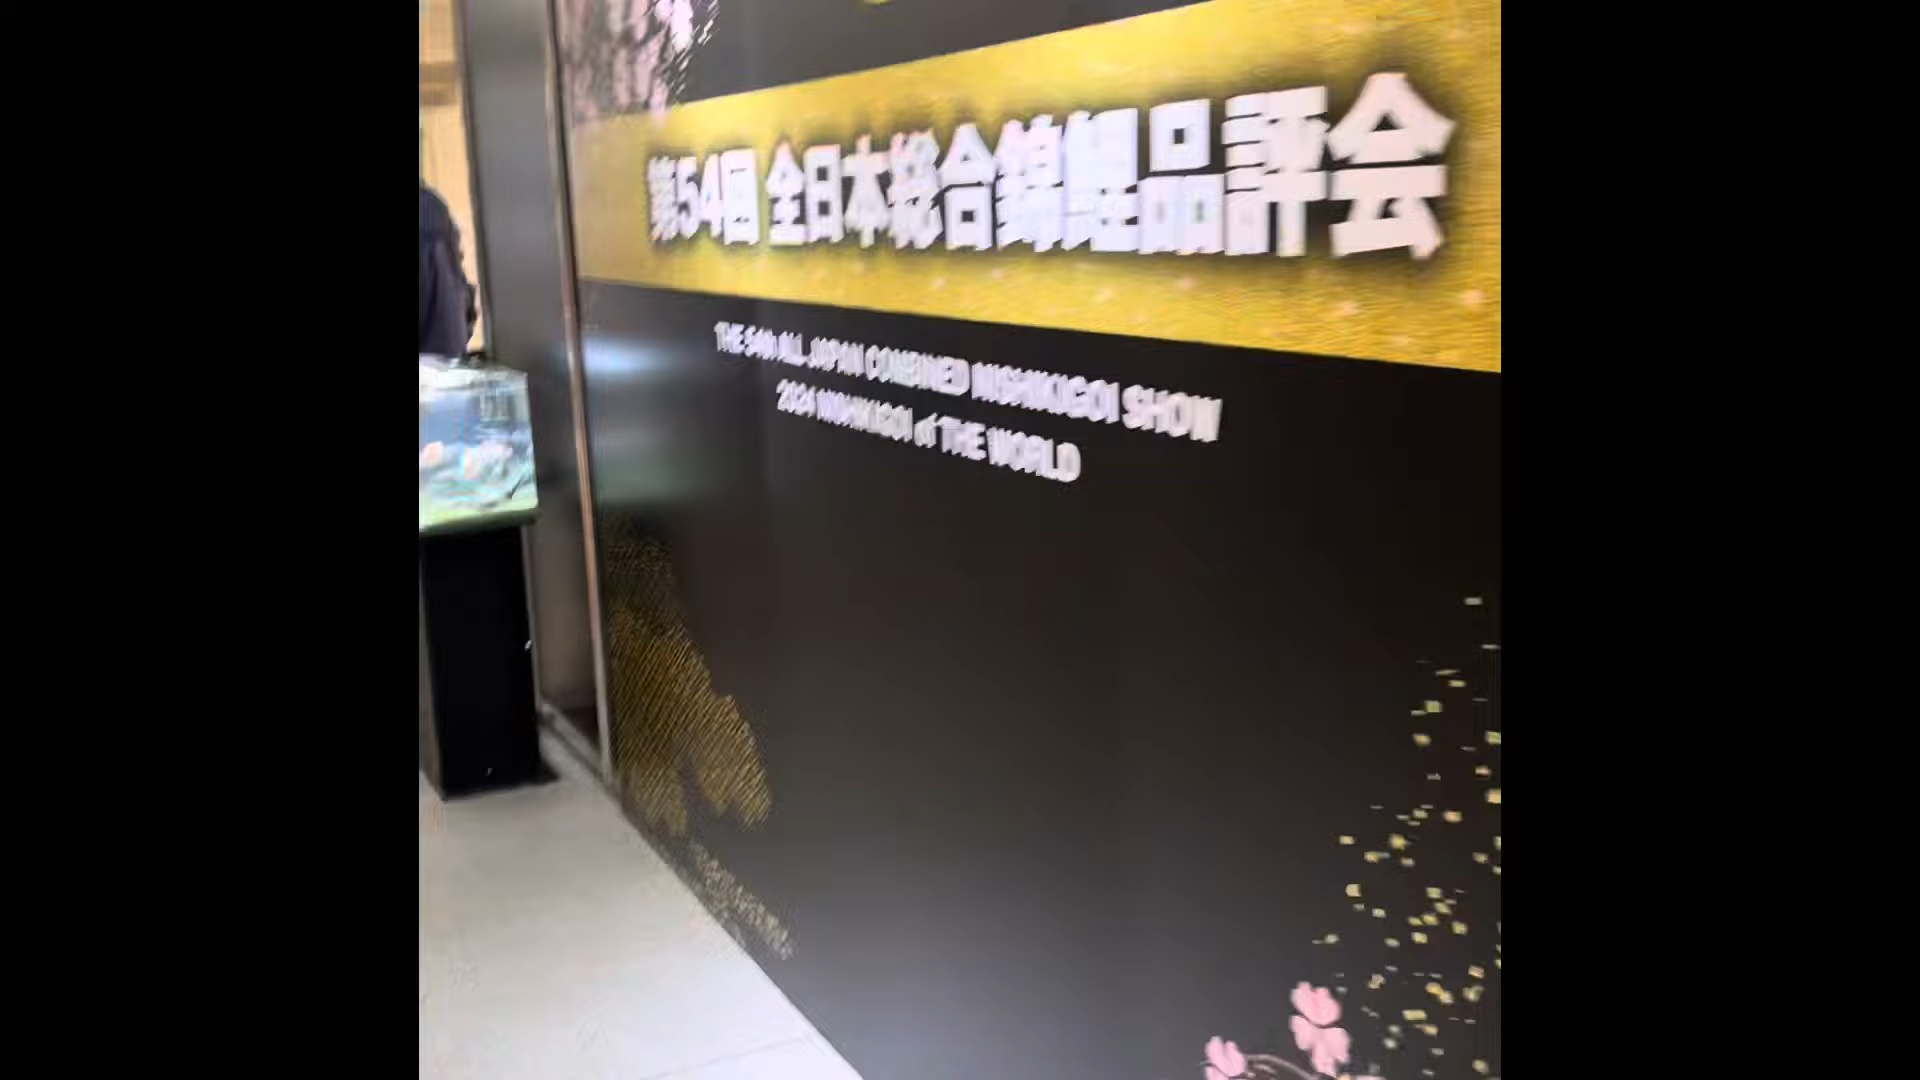 第54回 全日本総合錦鯉品評会
THE 54th ALL JAPAN COMBINED NISHIKIGOI SHOW
2024 NISHIKIGOI of THE WORLD